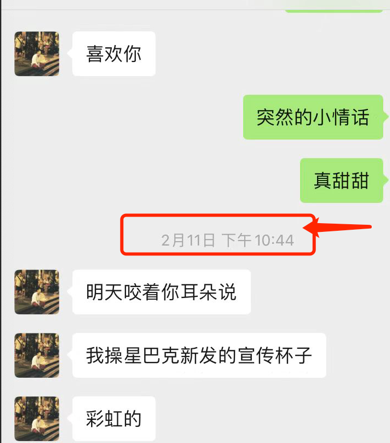 喜欢你
突然的小情话
真甜甜
2月11日 下午10:44
明天咬着你耳朵说
我操星巴克新发的宣传杯子
彩虹的